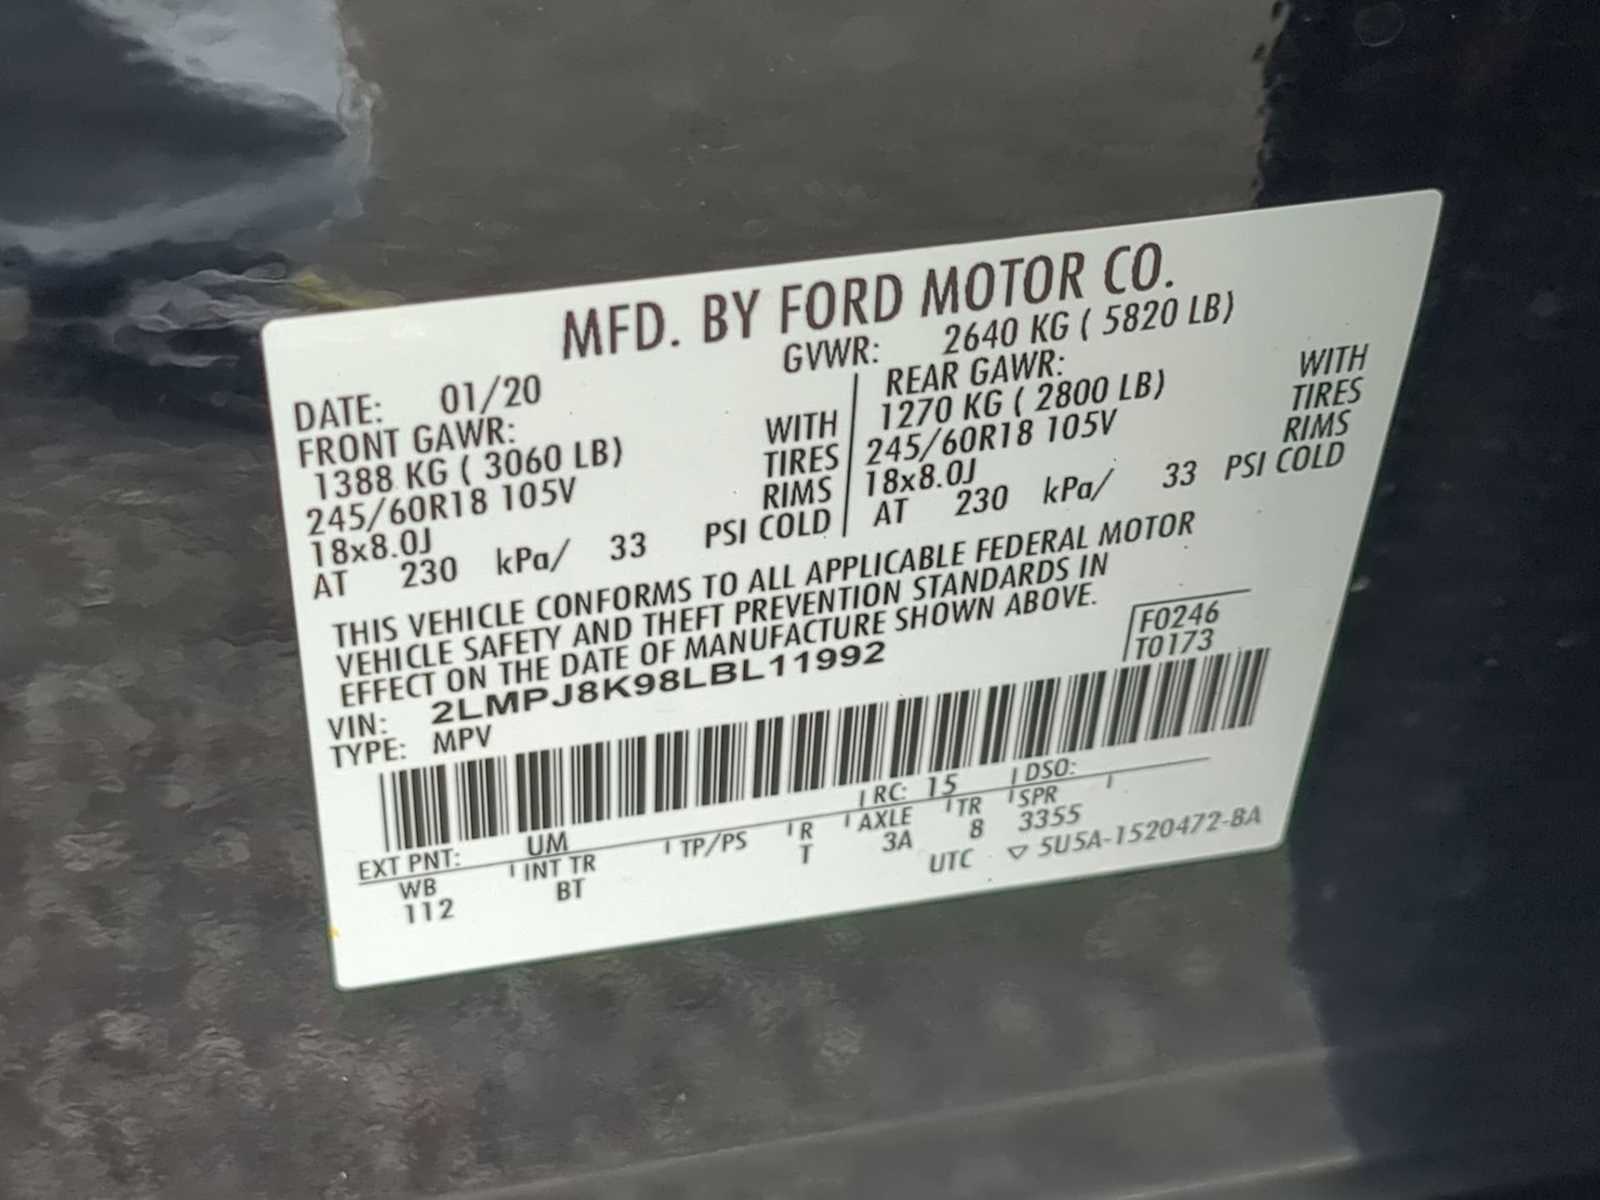 MFD. BY FORD MOTOR CO.
DATE: 01/20 GVWR: 2640 KG ( 5820 LB)
FRONT GAWR: REAR GAWR:
1388 KG ( 3060 LB) WITH 1270 KG ( 2800 LB) WITH
245/60R18 105V TIRES 245/60R18 105V TIRES
18x8.0J RIMS 18x8.0J RIMS
AT 230 kPa/ 33 PSI COLD AT 230 kPa/ 33 PSI COLD
THIS VEHICLE CONFORMS TO ALL APPLICABLE FEDERAL MOTOR
VEHICLE SAFETY AND THEFT PREVENTION STANDARDS IN
EFFECT ON THE DATE OF MANUFACTURE SHOWN ABOVE.
F0246
T0173
VIN: 2LMPJ8K98LBL11992
TYPE: MPV
EXT PNT: UM RC: 15 DSO:
WB INT TR TP/PS R AXLE TR SPR
112 BT T 3A 8 3355
UTC ▽ 5U5A-1520472-BA